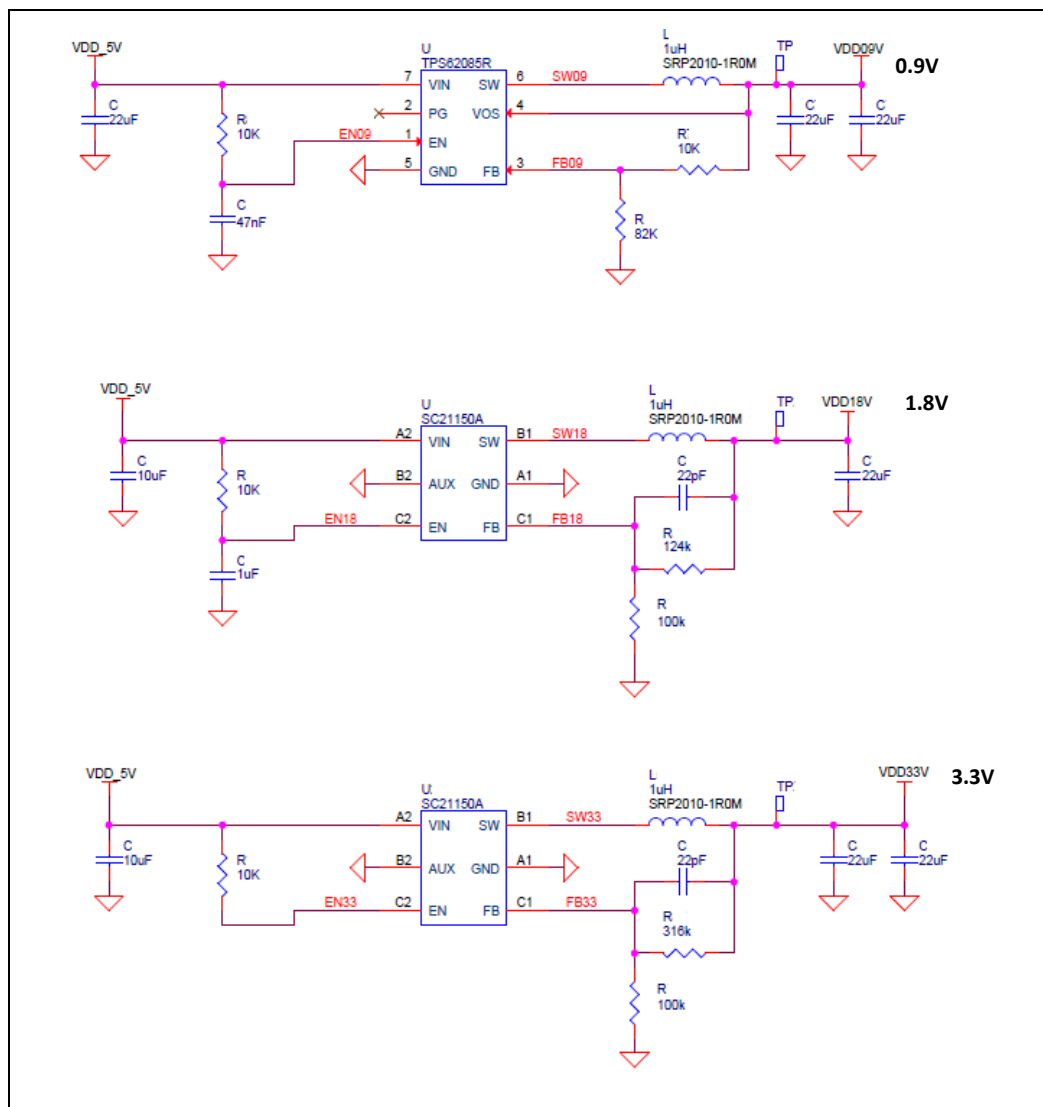 VDD_5V
C
22uF
R
10K
EN09
C
47nF
U
TPS62085R
7 VIN SW 6
2 PG VOS 4
1 EN
5 GND FB 3
SW09
FB09
L
1uH
SRP2010-1R0M
R
10K
R
82K
TP
VDD09V
0.9V
C
22uF
C
22uF
VDD_5V
C
10uF
R
10K
EN18
C
1uF
U
SC21150A
A2 VIN SW B1
B2 AUX GND A1
C2 EN FB C1
SW18
FB18
L
1uH
SRP2010-1R0M
C
22pF
R
124k
R
100k
TP.
VDD18V
1.8V
C
22uF
VDD_5V
C
10uF
R
10K
EN33
U.
SC21150A
A2 VIN SW B1
B2 AUX GND A1
C2 EN FB C1
SW33
FB33
L
1uH
SRP2010-1R0M
C
22pF
R
316k
R
100k
TP
VDD33V
3.3V
C
22uF
C
22uF